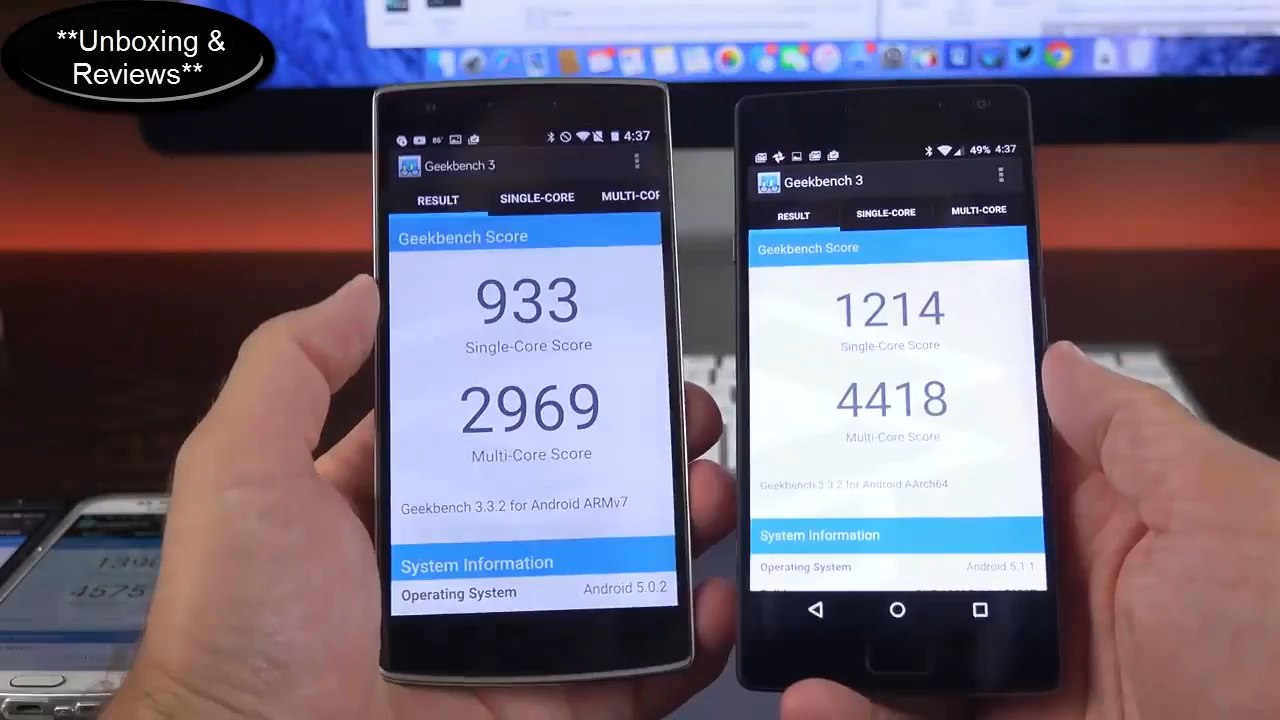 **Unboxing &
Reviews**
86°
4:37
Geekbench 3
RESULT SINGLE-CORE MULTI-COR
Geekbench Score
933
Single-Core Score
2969
Multi-Core Score
Geekbench 3.3.2 for Android ARMv7
System Information
Operating System Android 5.0.2
49% 4:37
Geekbench 3
RESULT SINGLE-CORE MULTI-CORE
Geekbench Score
1214
Single-Core Score
4418
Multi-Core Score
Geekbench 3.3.2 for Android AArch64
System Information
Operating System Android 5.1.1
4575